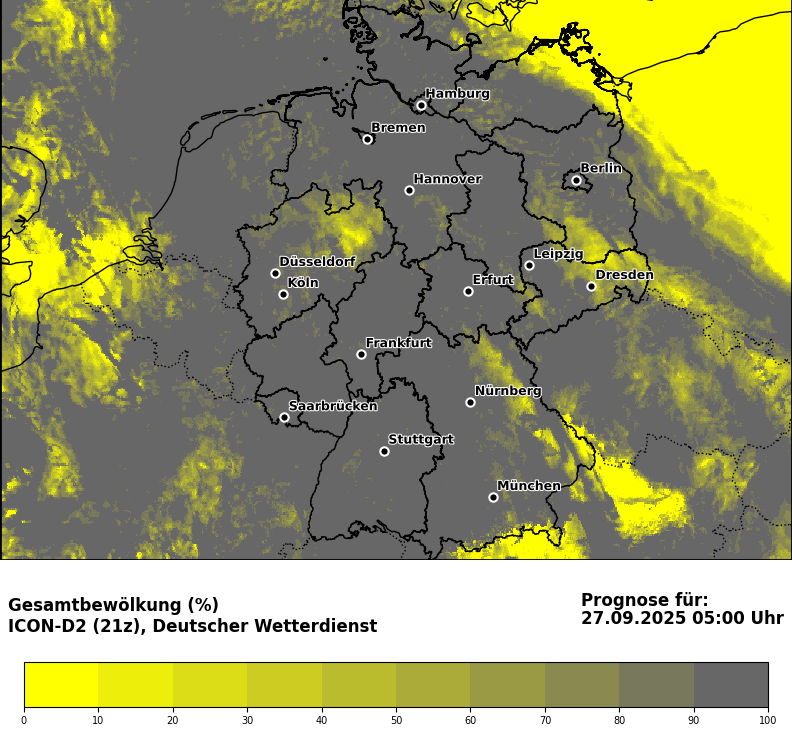 Hamburg
Bremen
Berlin
Hannover
Leipzig
Düsseldorf
Dresden
Köln
Erfurt
Frankfurt
Nürnberg
Saarbrücken
Stuttgart
München
Gesamtbewölkung (%)
ICON-D2 (21z), Deutscher Wetterdienst
Prognose für:
27.09.2025 05:00 Uhr
0 10 20 30 40 50 60 70 80 90 100